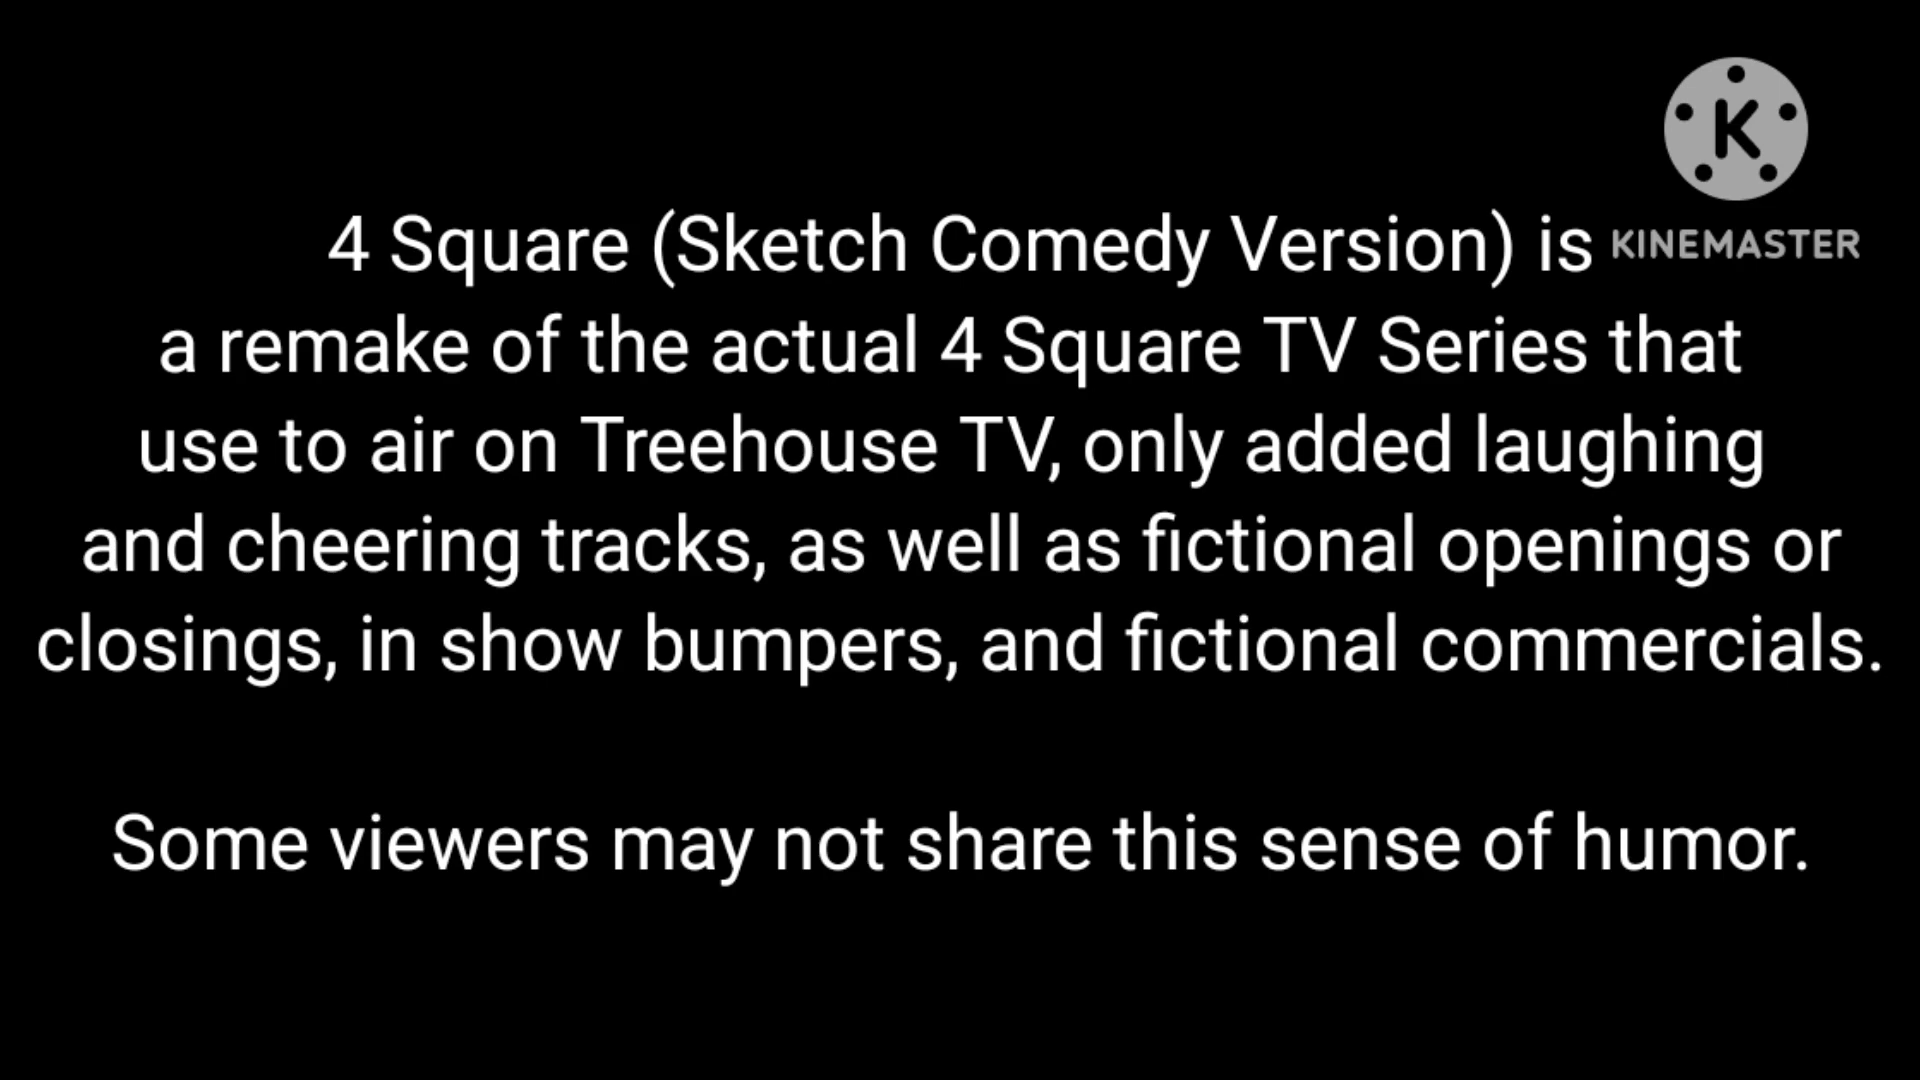 K
KINEMASTER
4 Square (Sketch Comedy Version) is
a remake of the actual 4 Square TV Series that
use to air on Treehouse TV, only added laughing
and cheering tracks, as well as fictional openings or
closings, in show bumpers, and fictional commercials.
Some viewers may not share this sense of humor.